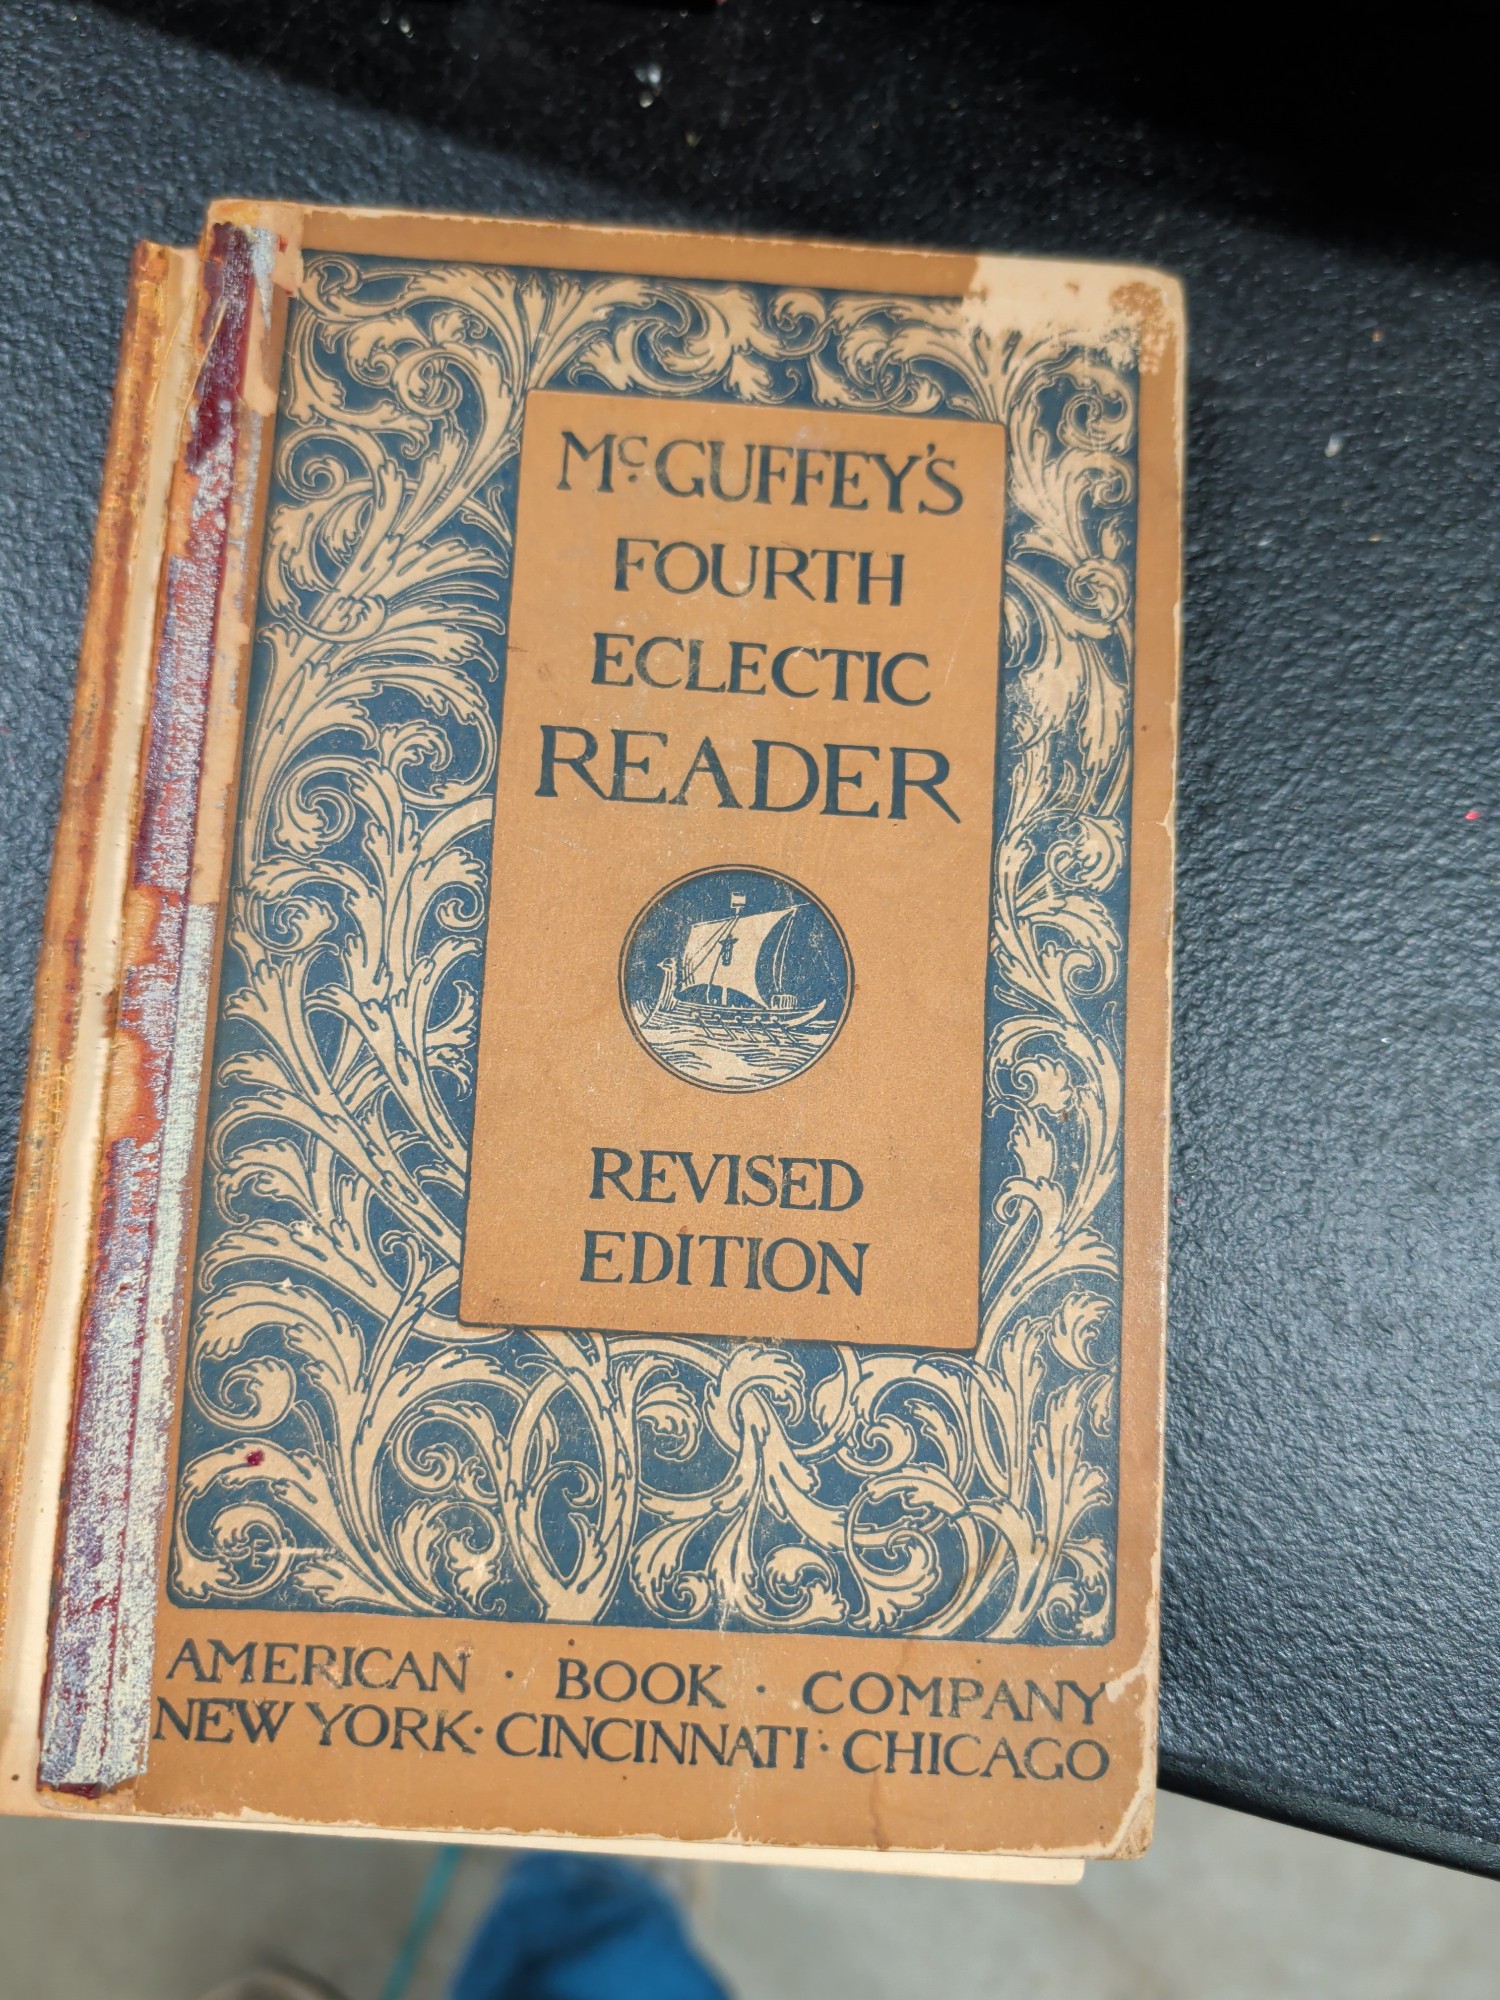 McGUFFEY'S
FOURTH
ECLECTIC
READER
REVISED
EDITION
AMERICAN · BOOK · COMPANY
NEW YORK · CINCINNATI · CHICAGO